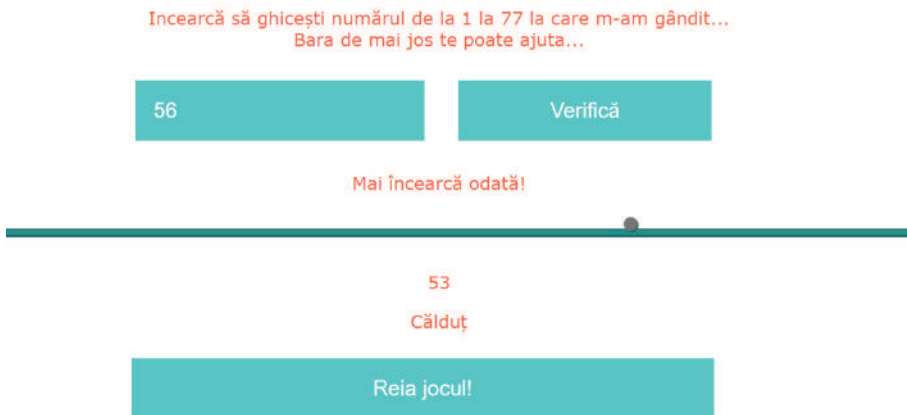 Incearcă să ghicești numărul de la 1 la 77 la care m-am gândit...
Bara de mai jos te poate ajuta...
56
Verifică
Mai încearcă odată!
53
Călduț
Reia jocul!